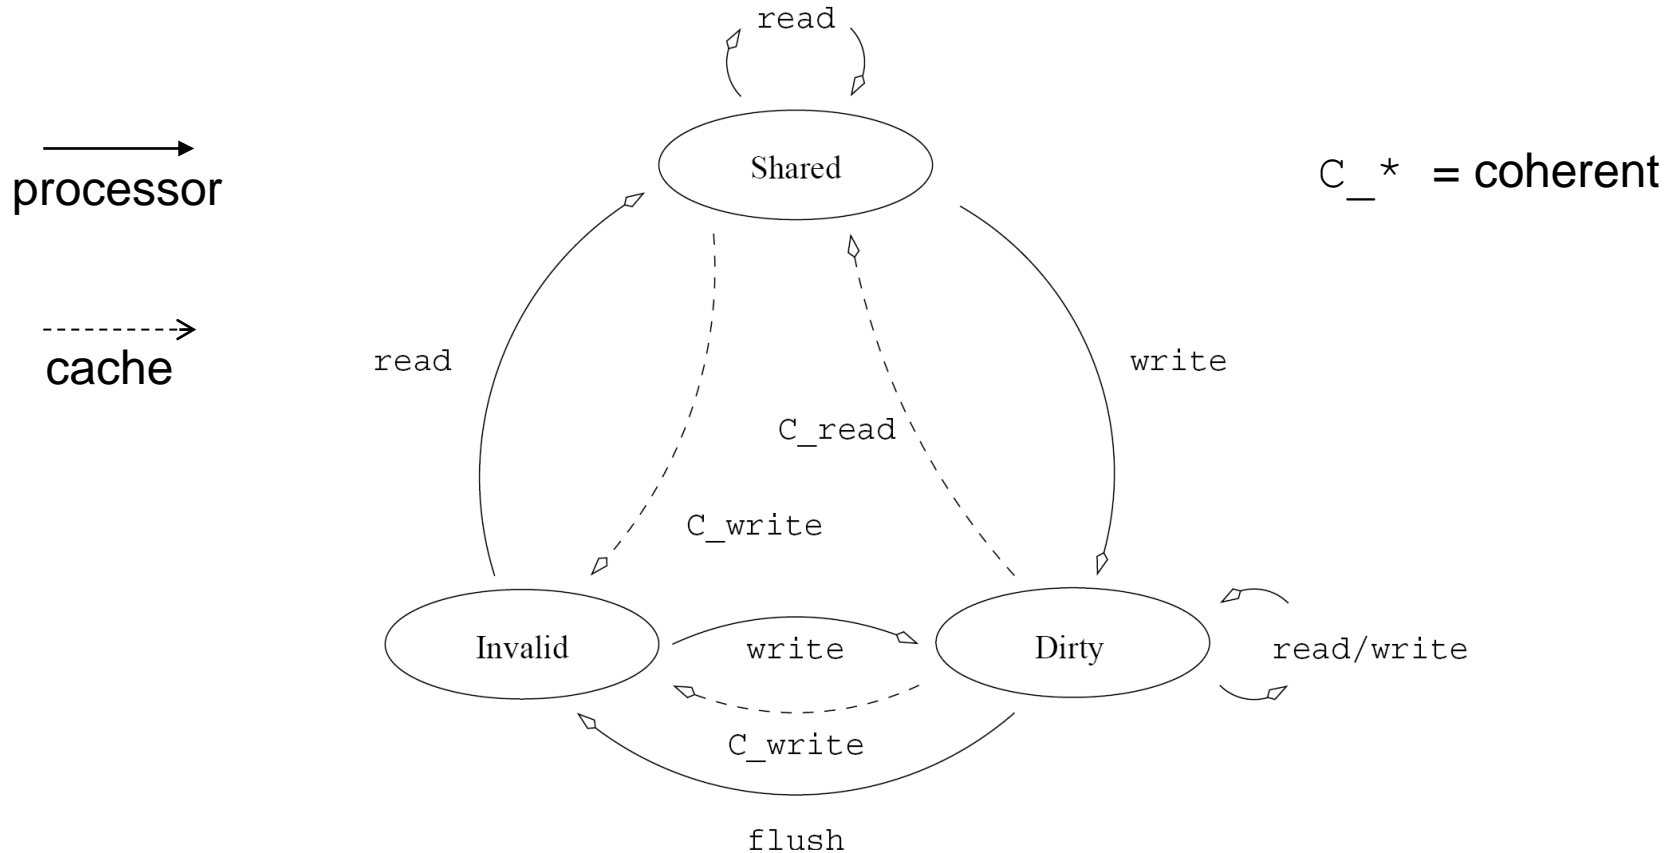 read
Shared
processor
C_* = coherent
read
write
cache
C_read
C_write
Invalid
write
Dirty
read/write
C_write
flush